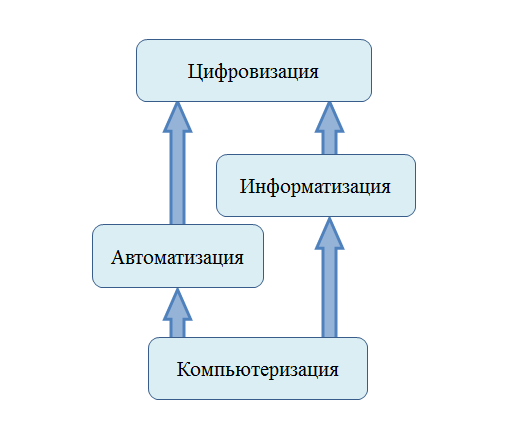 Цифровизация
Информатизация
Автоматизация
Компьютеризация